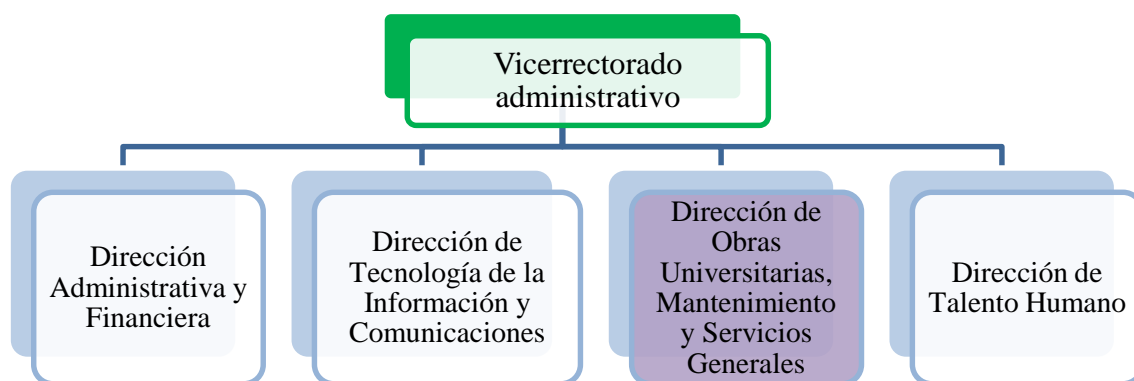 Vicerrectorado
administrativo
Dirección
Administrativa y
Financiera
Dirección de
Tecnología de la
Información y
Comunicaciones
Dirección de
Obras
Universitarias,
Mantenimiento
y Servicios
Generales
Dirección de
Talento Humano